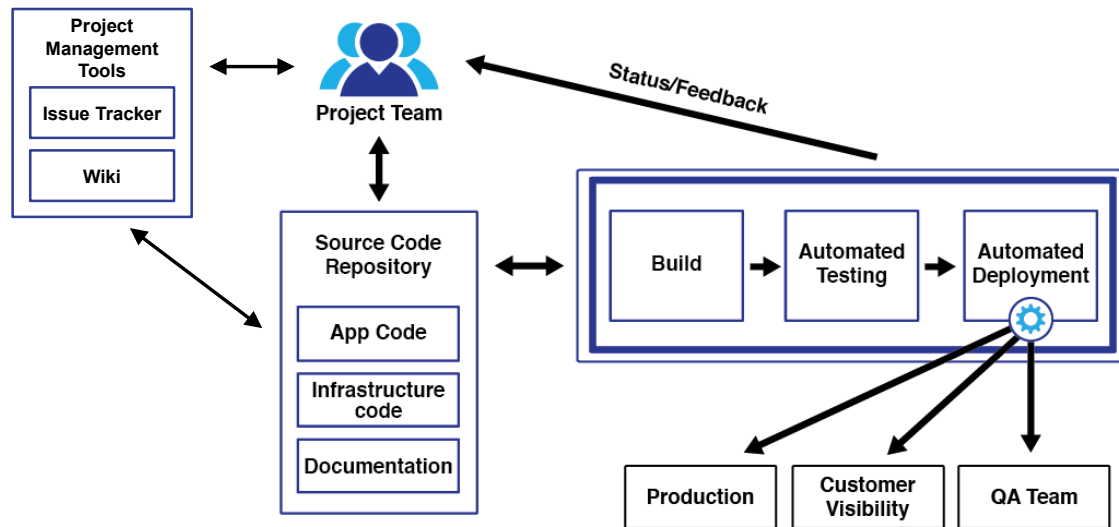 Project
Management
Tools
Issue Tracker
Wiki
Project Team
Status/Feedback
Source Code
Repository
App Code
Infrastructure
code
Documentation
Build
Automated
Testing
Automated
Deployment
Production
Customer
Visibility
QA Team